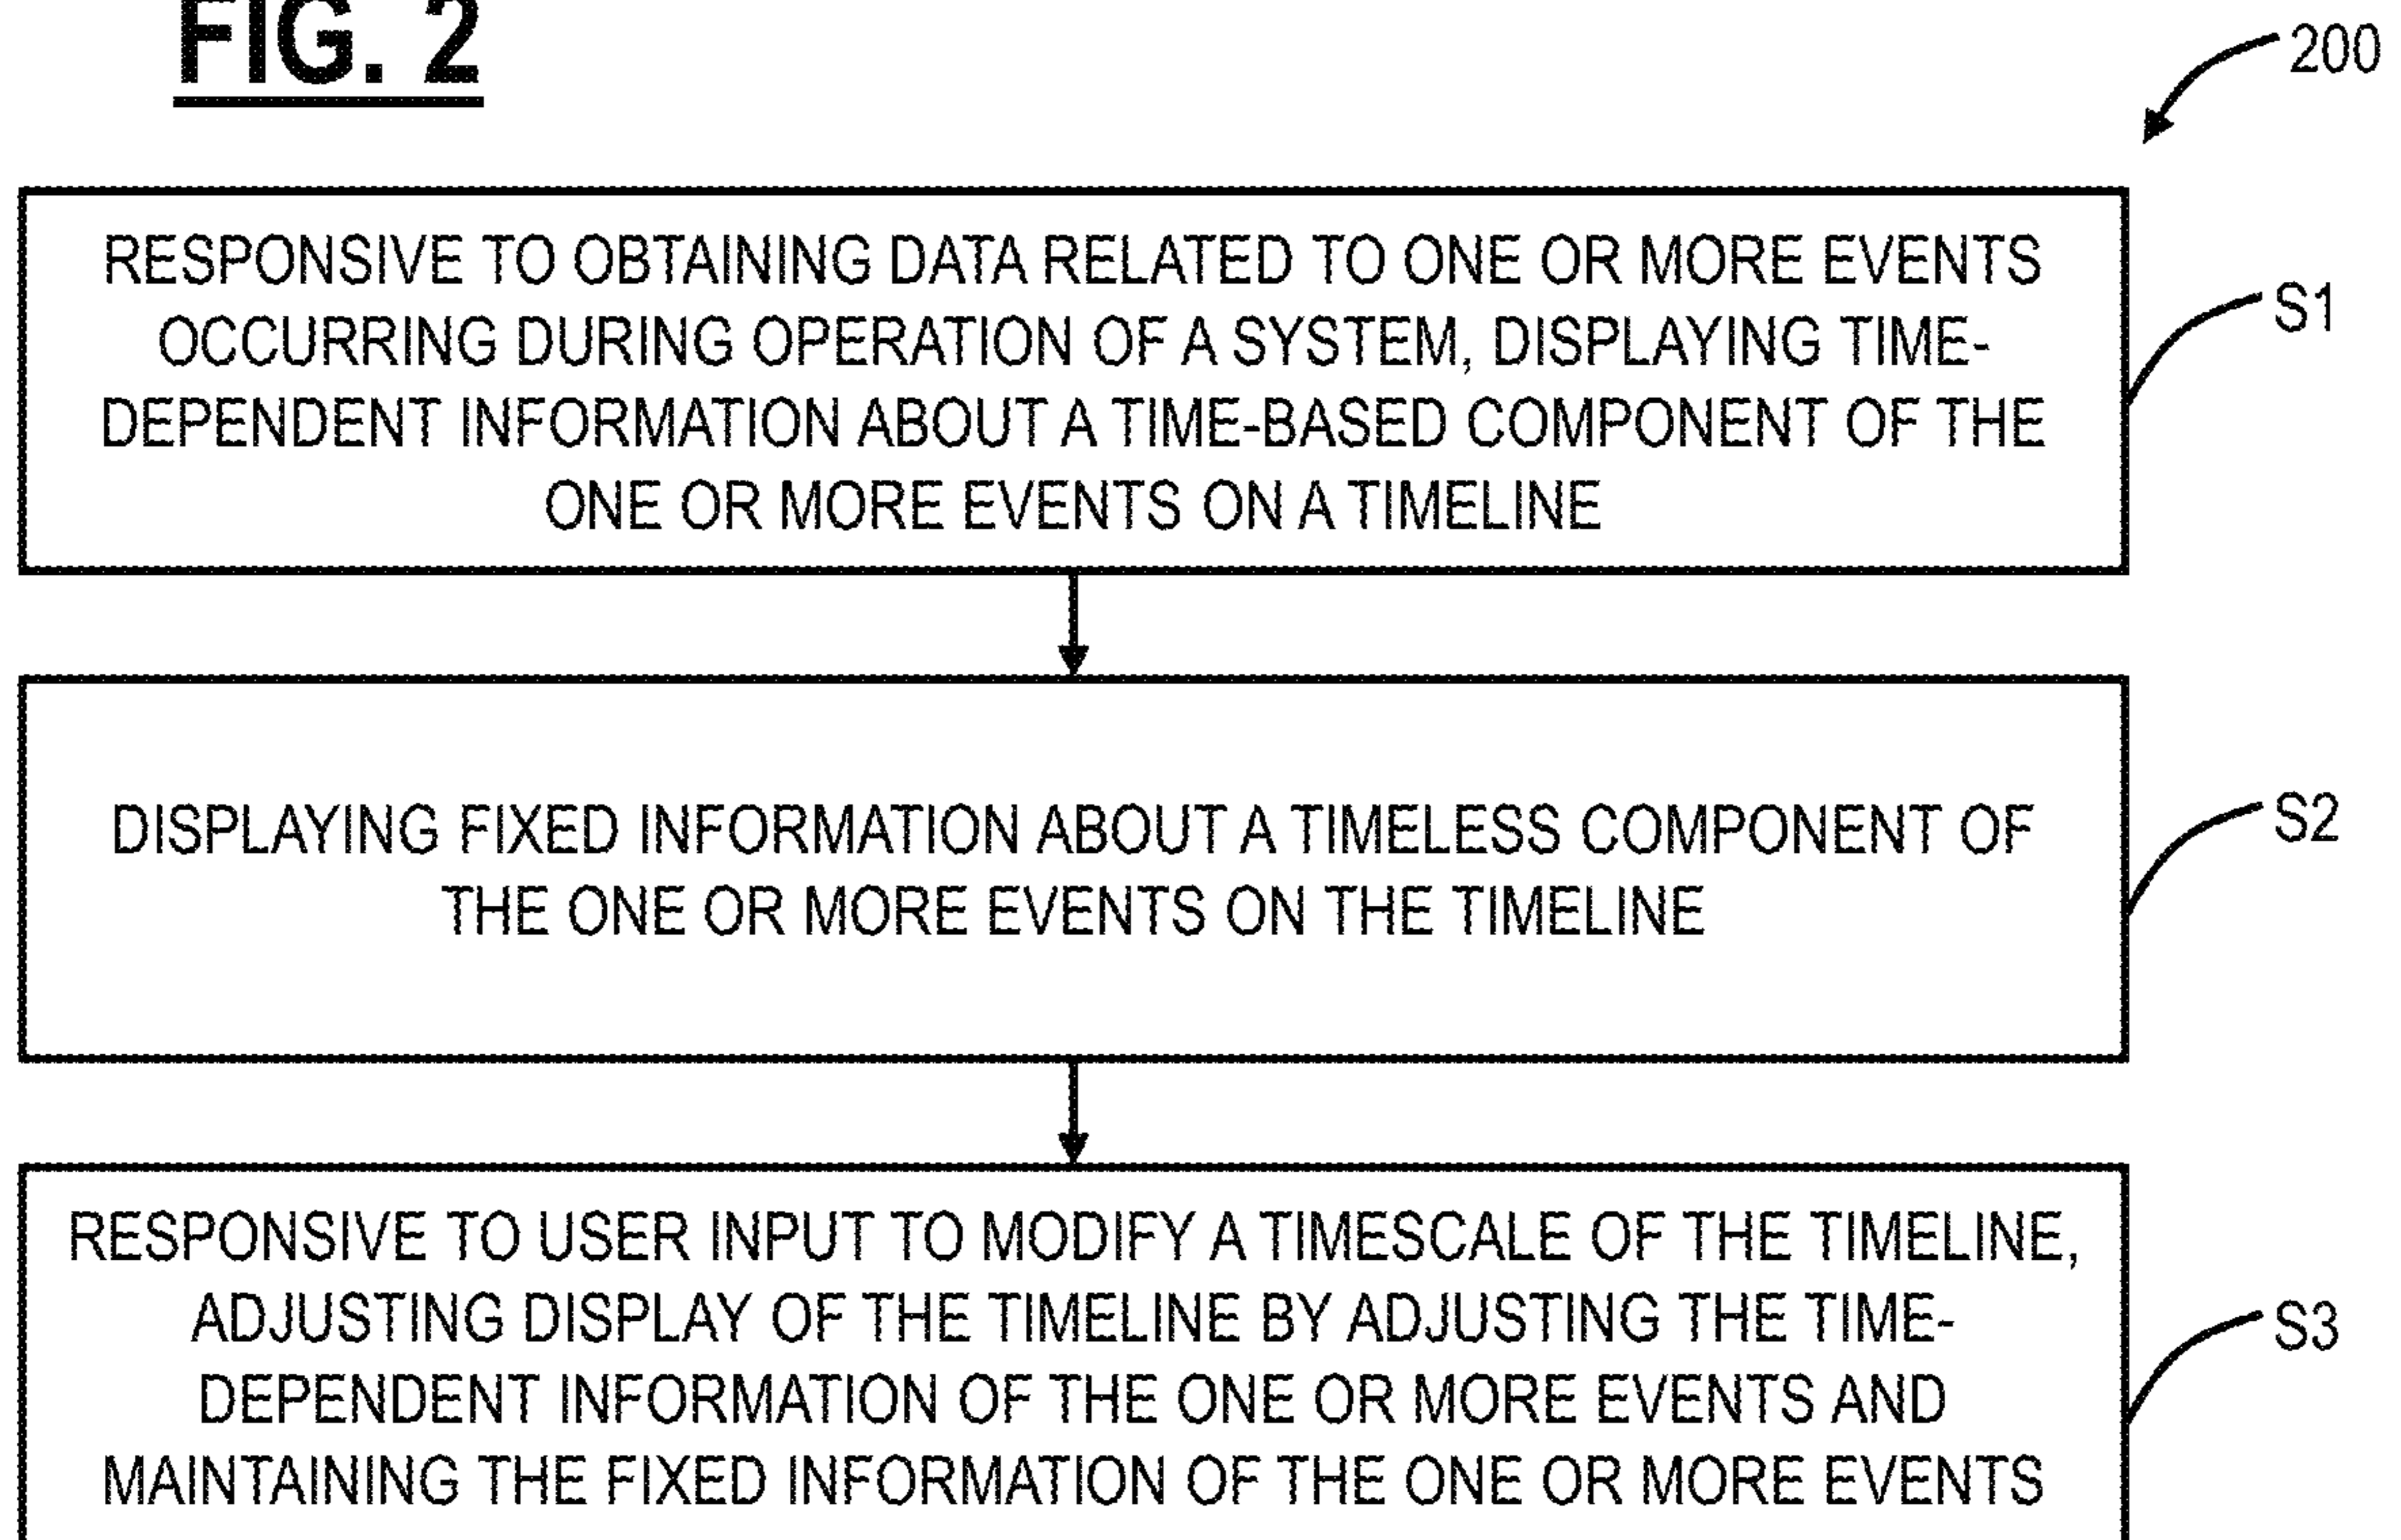 FIG. 2
200
RESPONSIVE TO OBTAINING DATA RELATED TO ONE OR MORE EVENTS
OCCURRING DURING OPERATION OF A SYSTEM, DISPLAYING TIME-
DEPENDENT INFORMATION ABOUT A TIME-BASED COMPONENT OF THE
ONE OR MORE EVENTS ON A TIMELINE
S1
DISPLAYING FIXED INFORMATION ABOUT A TIMELESS COMPONENT OF
THE ONE OR MORE EVENTS ON THE TIMELINE
S2
RESPONSIVE TO USER INPUT TO MODIFY A TIMESCALE OF THE TIMELINE,
ADJUSTING DISPLAY OF THE TIMELINE BY ADJUSTING THE TIME-
DEPENDENT INFORMATION OF THE ONE OR MORE EVENTS AND
MAINTAINING THE FIXED INFORMATION OF THE ONE OR MORE EVENTS
S3